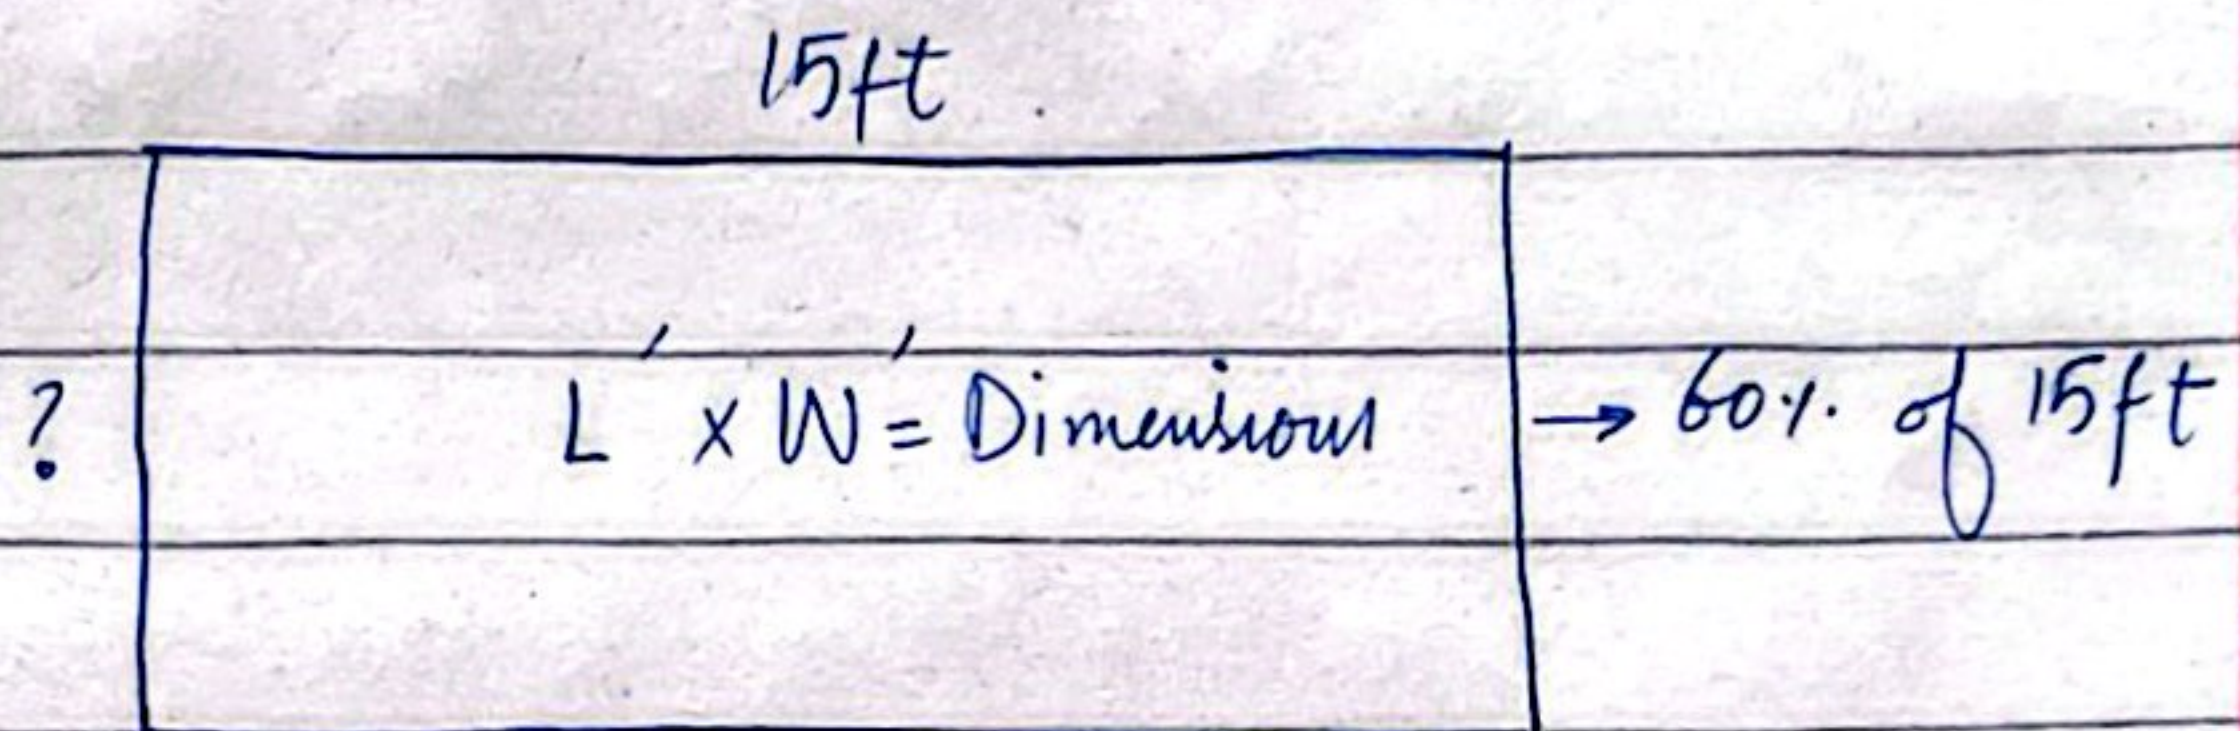 15ft
? L' x W' = Dimensions → 60%. of 15ft